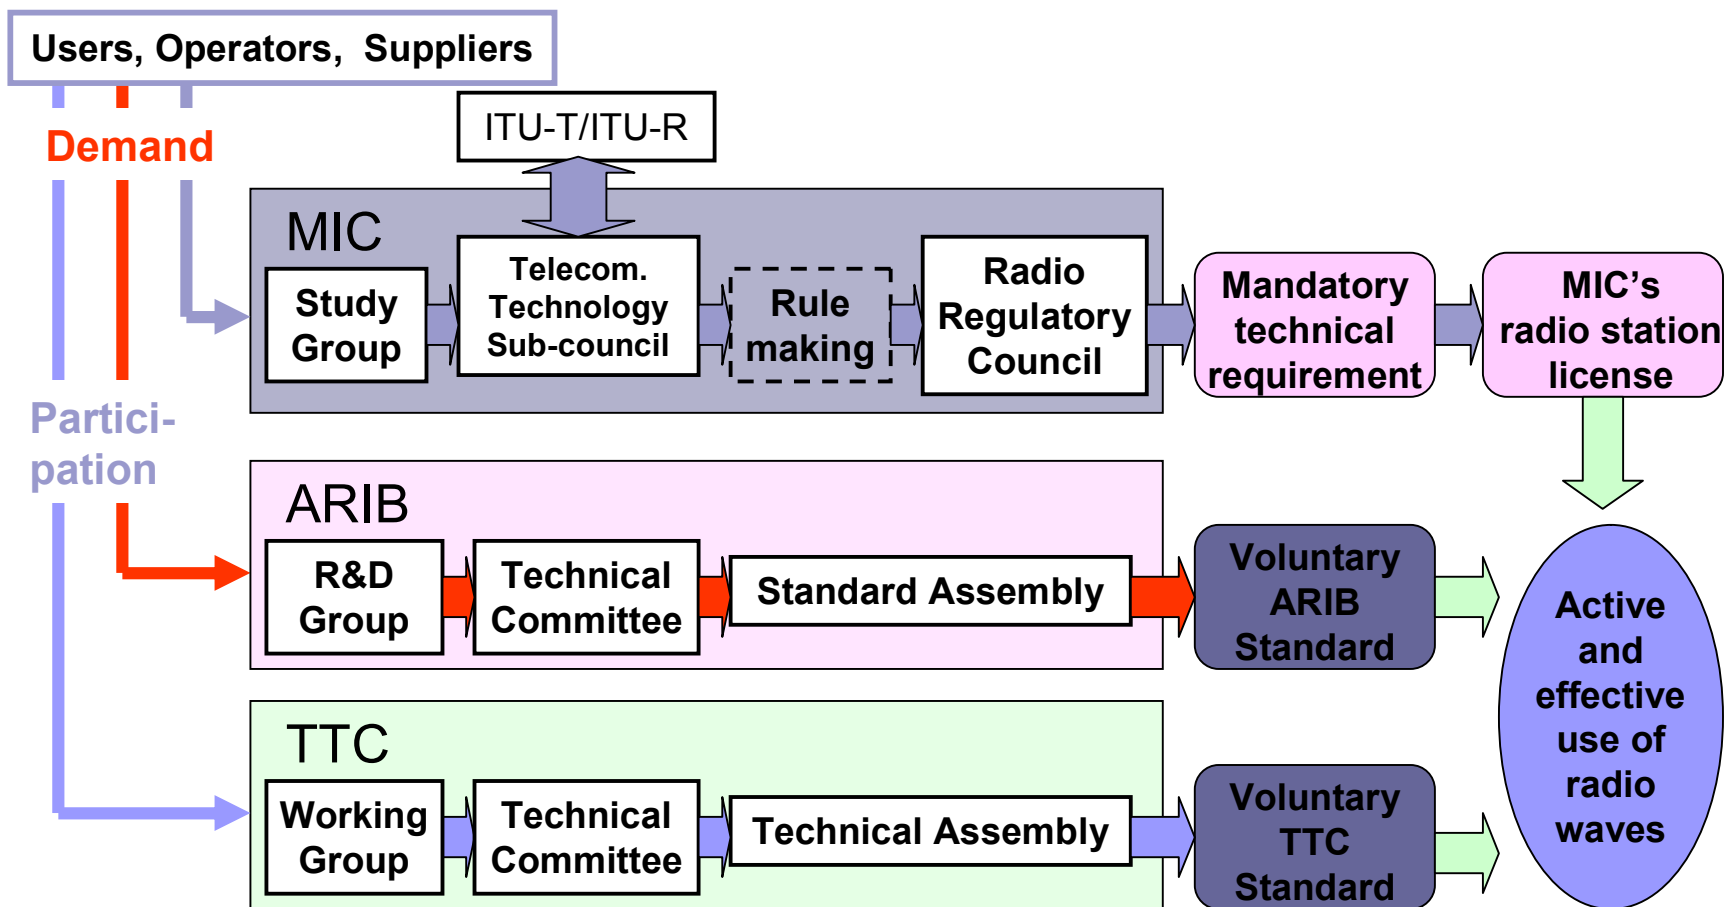 Users, Operators,  Suppliers
Demand
Partici-
pation
ITU-T/ITU-R
MIC
Study
Group
Telecom.
Technology
Sub-council
Rule
making
Radio
Regulatory
Council
Mandatory
technical
requirement
MIC’s
radio station
license
ARIB
R&D
Group
Technical
Committee
Standard Assembly
Voluntary
ARIB
Standard
TTC
Working
Group
Technical
Committee
Technical Assembly
Voluntary
TTC
Standard
Active
and
effective
use of
radio
waves